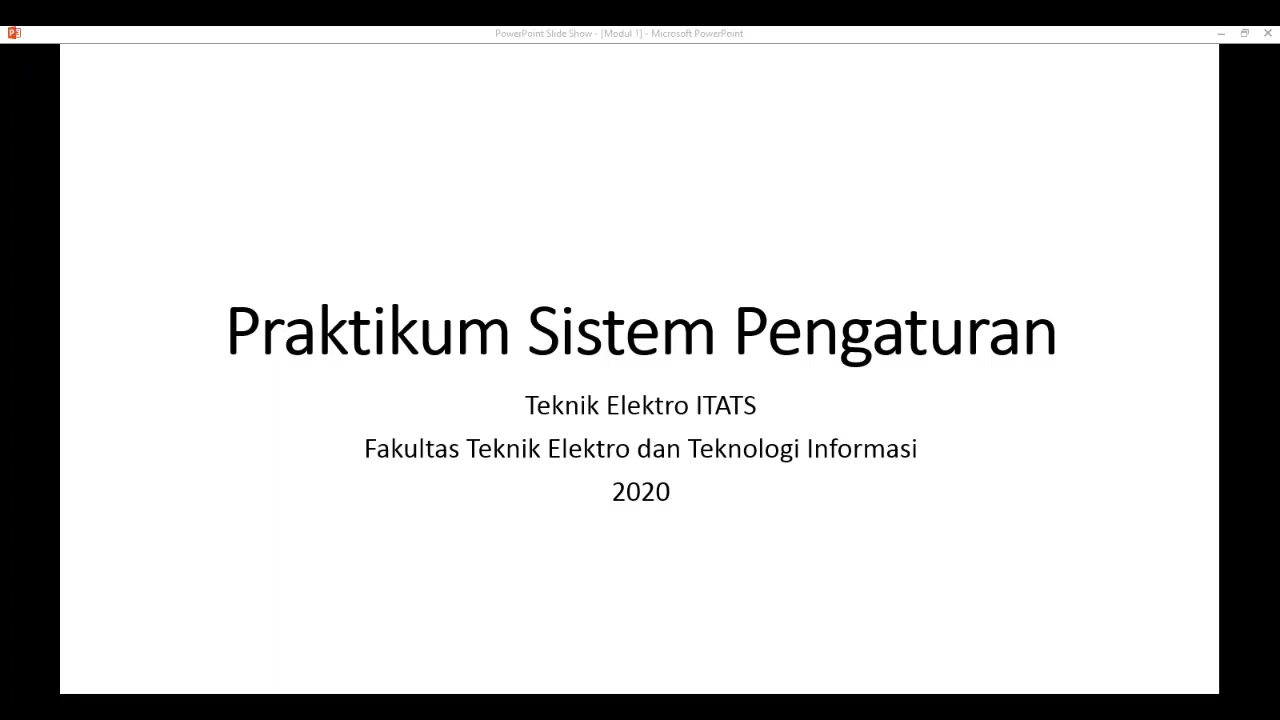 PowerPoint Slide Show - [Modul 1] - Microsoft PowerPoint
Praktikum Sistem Pengaturan
Teknik Elektro ITATS
Fakultas Teknik Elektro dan Teknologi Informasi
2020